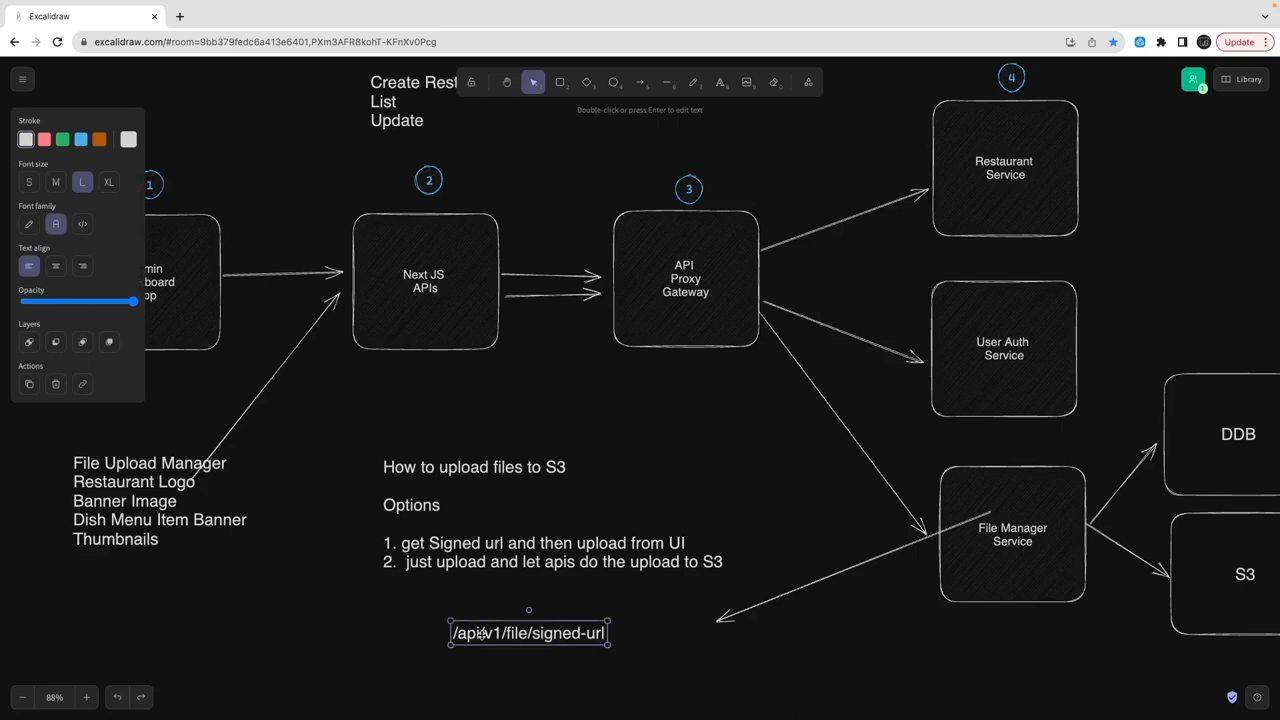 Excalidraw
excalidraw.com/#room=9bb379fedc6a413e6401,PXm3AFR8kohT-KFnXv0Pcg
Update
Library
Double-click or press Enter to edit text
Stroke
Font size
S M L XL
Font family
Text align
Opacity
Layers
Actions
Create Rest
List
Update
1
2
3
4
min
board
pp
Next JS
APIs
API
Proxy
Gateway
Restaurant
Service
User Auth
Service
File Manager
Service
DDB
S3
File Upload Manager
Restaurant Logo
Banner Image
Dish Menu Item Banner
Thumbnails
How to upload files to S3
Options
1. get Signed url and then upload from UI
2. just upload and let apis do the upload to S3
/api/v1/file/signed-url
88%